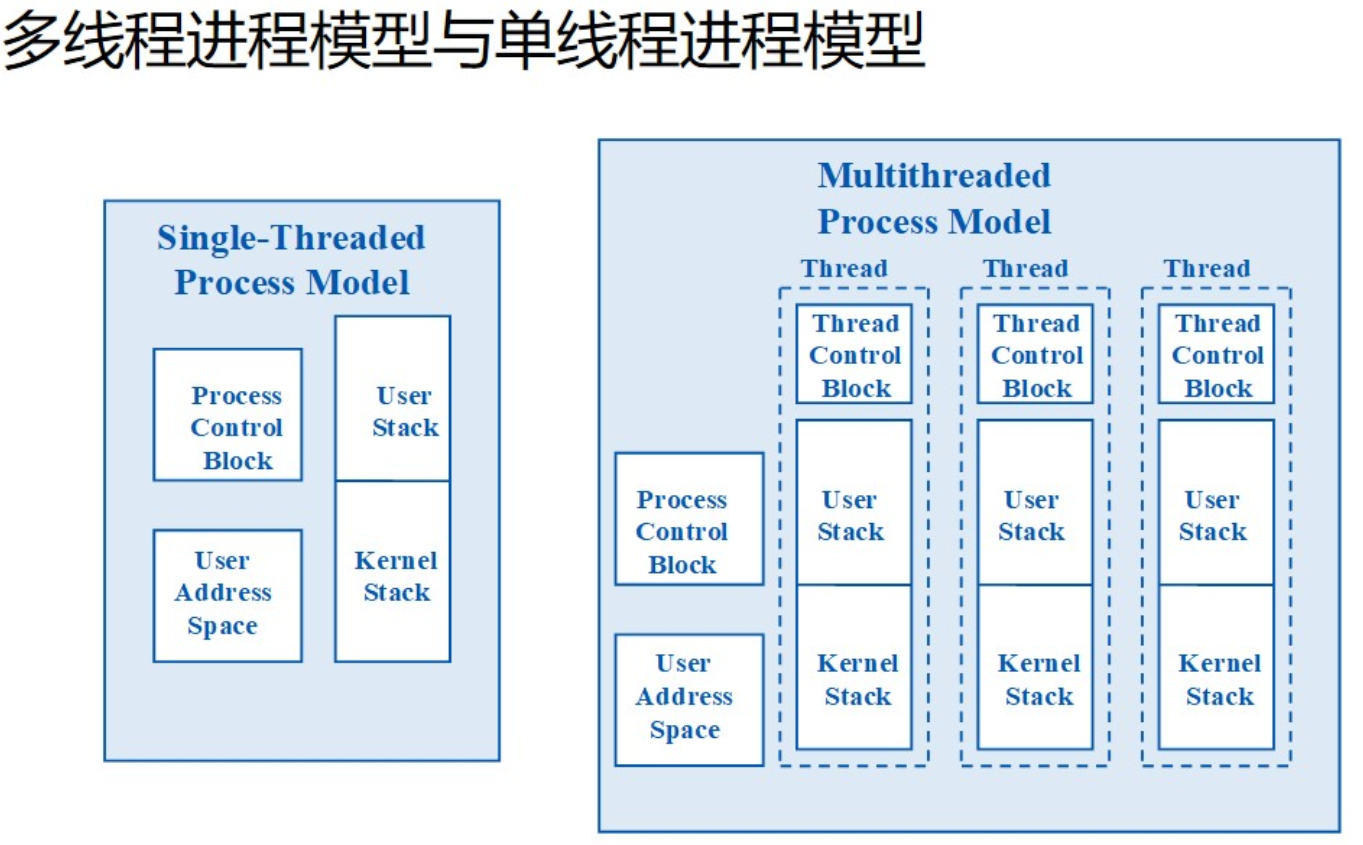 多线程进程模型与单线程进程模型
Single-Threaded
Process Model
Process
Control
Block
User
Stack
User
Address
Space
Kernel
Stack
Multithreaded
Process Model
Thread
Thread
Thread
Thread
Control
Block
Thread
Control
Block
Thread
Control
Block
Process
Control
Block
User
Stack
User
Stack
User
Stack
User
Address
Space
Kernel
Stack
Kernel
Stack
Kernel
Stack